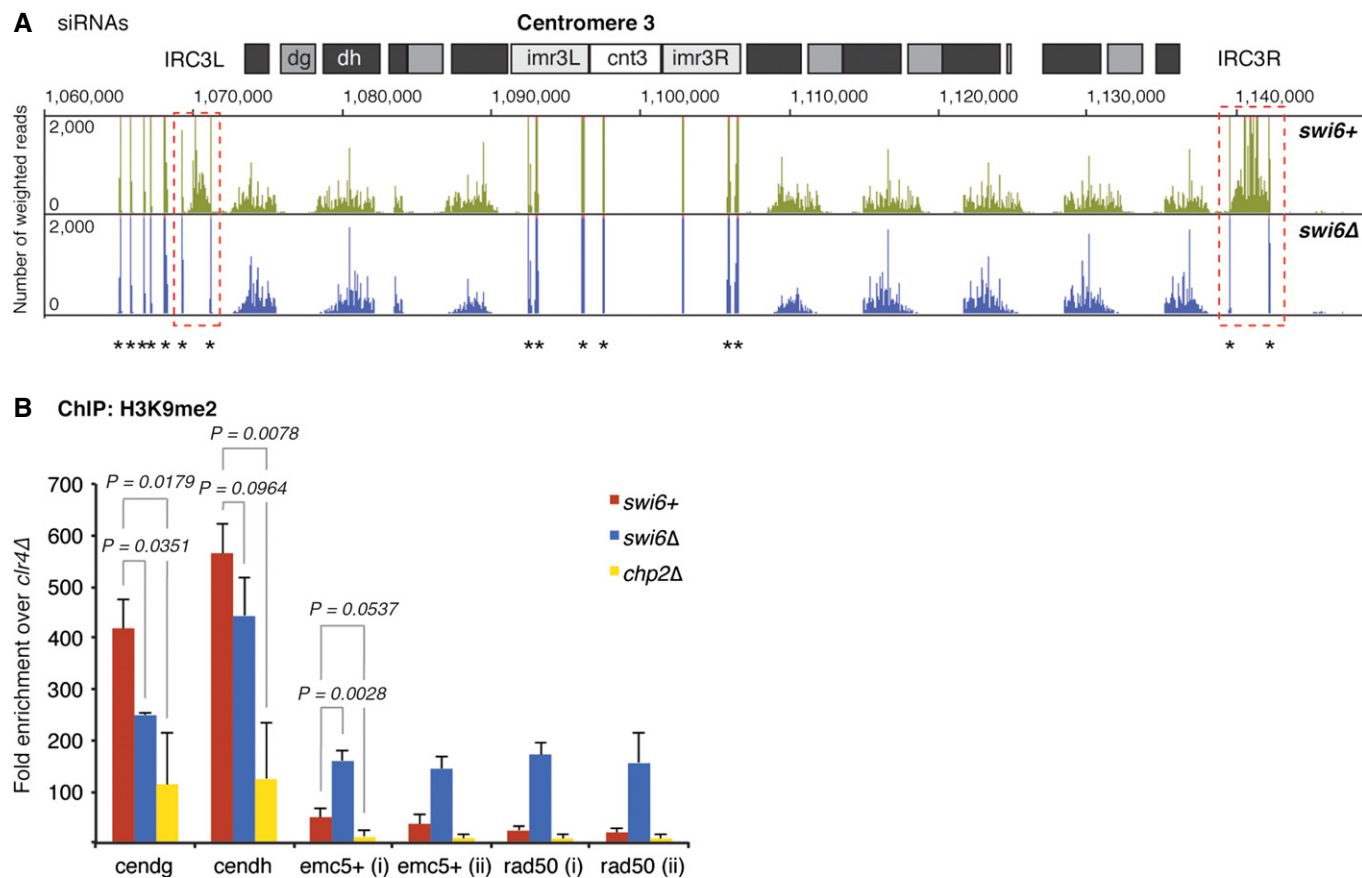 A siRNAs Centromere 3
IRC3L dg dh imr3L cnt3 imr3R IRC3R
1,060,000 1,070,000 1,080,000 1,090,000 1,100,000 1,110,000 1,120,000 1,130,000 1,140,000
Number of weighted reads
2,000 swi6+
0
2,000 swi6Δ
0
* * * * * * * * * * * * * * *
B ChIP: H3K9me2
P = 0.0078
P = 0.0179 P = 0.0964
P = 0.0351
P = 0.0537
P = 0.0028
Fold enrichment over clr4Δ
700
600
500
400
300
200
100
swi6+
swi6Δ
chp2Δ
cendg cendh emc5+ (i) emc5+ (ii) rad50 (i) rad50 (ii)